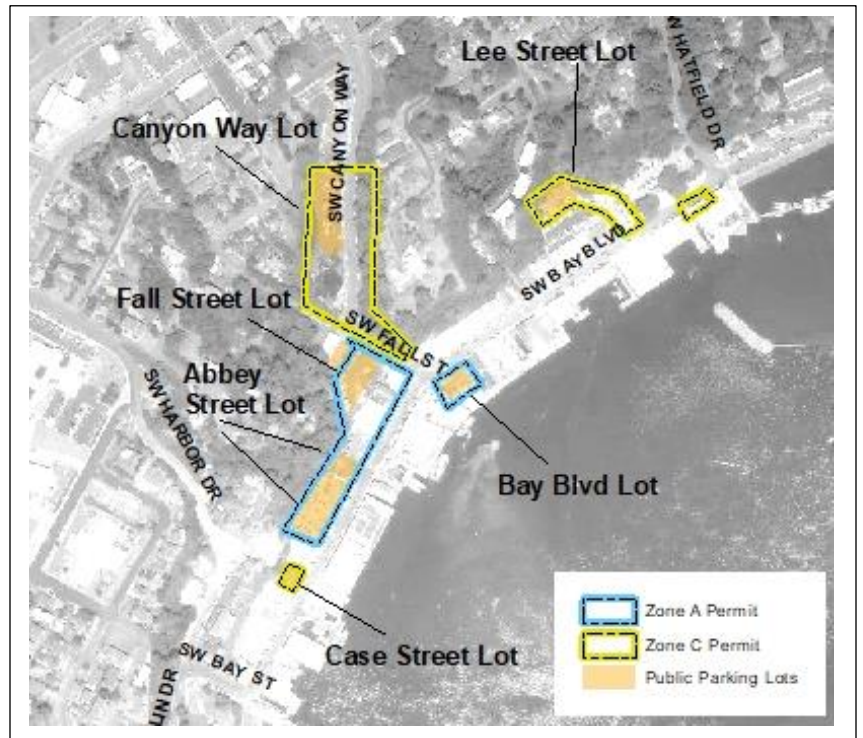 Lee Street Lot
SW HATFIELD DR
Canyon Way Lot
SW CANYON WAY
SW BAY BLVD
Fall Street Lot
SW FALL ST
Abbey
Street Lot
SW HARBOR DR
Bay Blvd Lot
Case Street Lot
SW BAY ST
Zone A Permit
Zone C Permit
Public Parking Lots